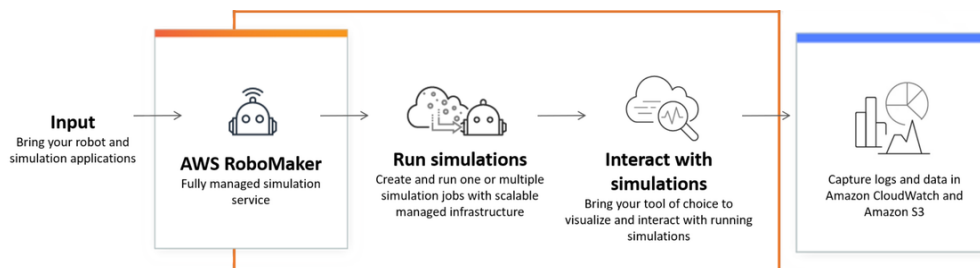 Input
Bring your robot and
simulation applications
AWS RoboMaker
Fully managed simulation
service
Run simulations
Create and run one or multiple
simulation jobs with scalable
managed infrastructure
Interact with
simulations
Bring your tool of choice to
visualize and interact with running
simulations
Capture logs and data in
Amazon CloudWatch and
Amazon S3